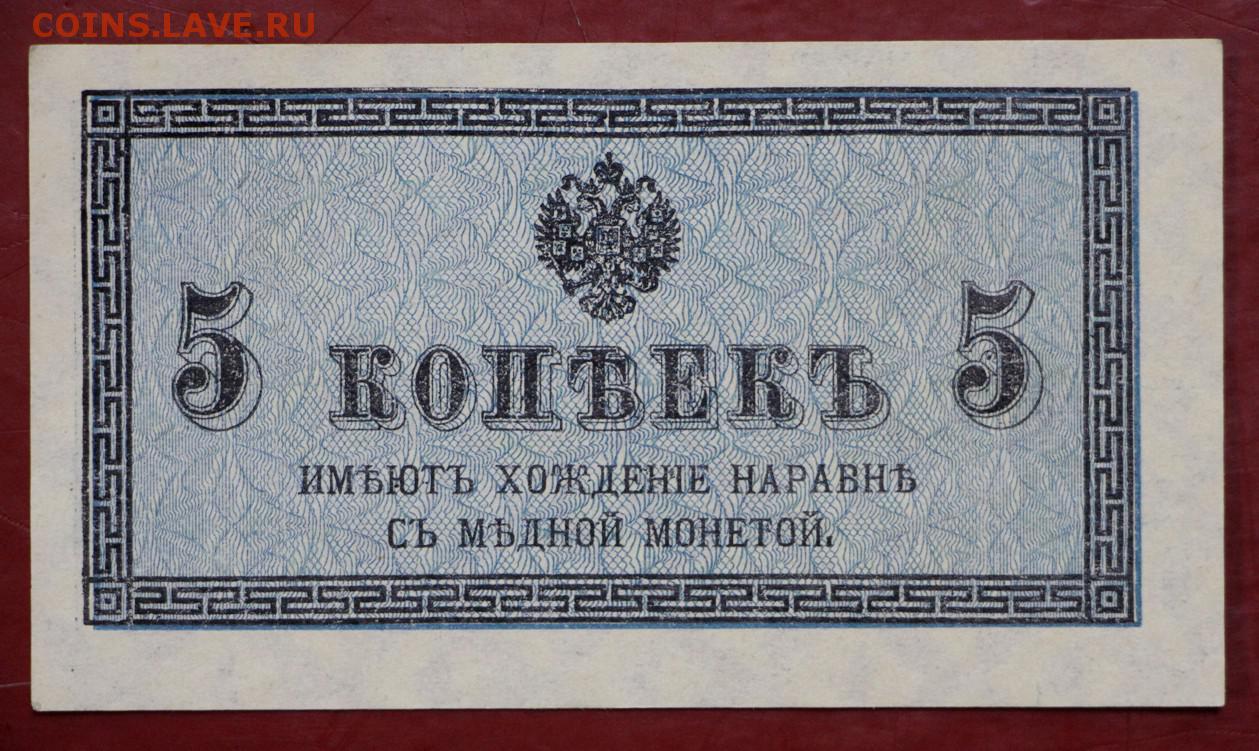 COINS.LAVE.RU
5 КОПѢЕКЪ 5
ИМѢЮТЪ ХОЖДЕНІЕ НАРАВНѢ
СЪ МѢДНОЙ МОНЕТОЙ.